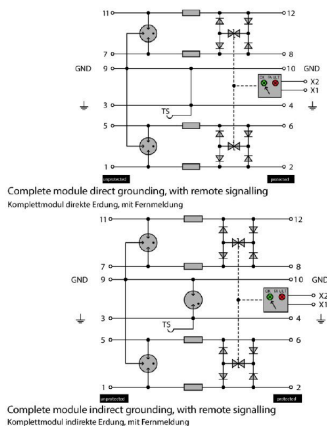 11 12
7 8
GND 9 10 GND
X2
X1
3 4
TS
5 6
1 2
unprotected protected
Complete module direct grounding, with remote signalling
Komplettmodul direkte Erdung, mit Fernmeldung
11 12
7 8
GND 9 10 GND
X2
X1
3 4
TS
5 6
1 2
unprotected protected
Complete module indirect grounding, with remote signalling
Komplettmodul indirekte Erdung, mit Fernmeldung